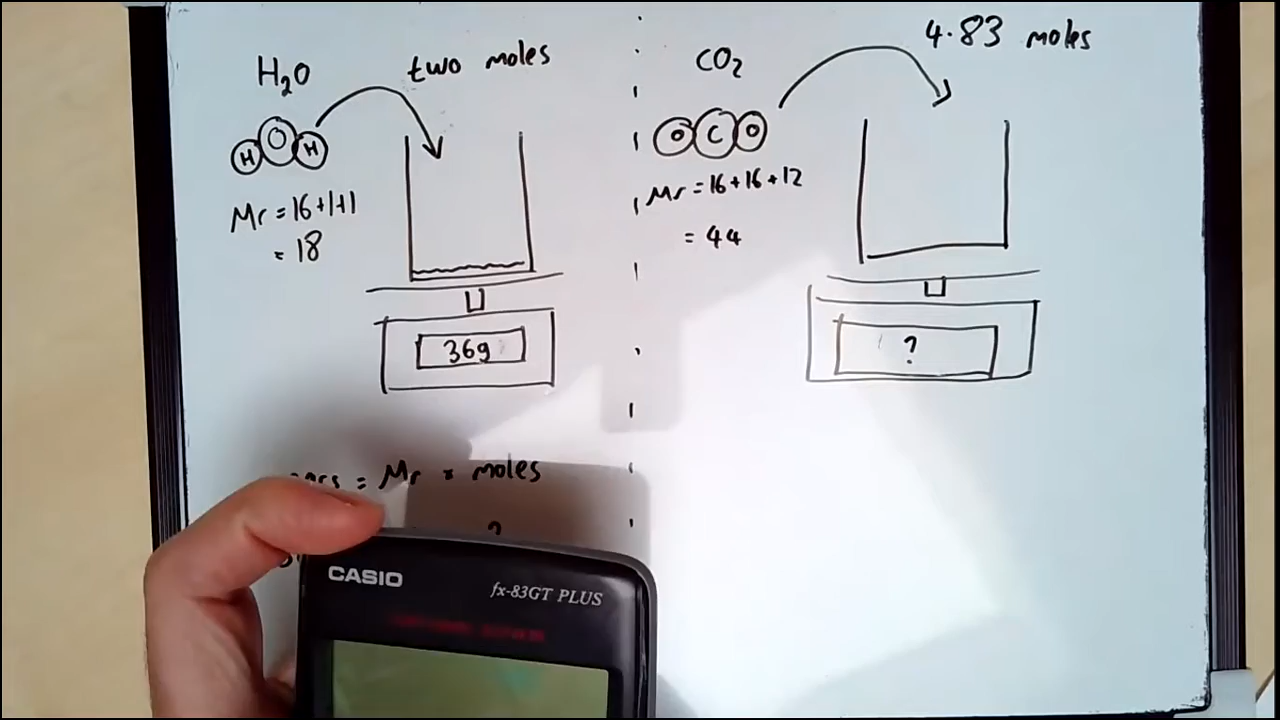 H2O
two moles
H O H
Mr = 16+1+1
= 18
36g
CO2
4.83 moles
O C O
Mr = 16+16+12
= 44
?
= Mr × moles
?
CASIO
fx-83GT PLUS